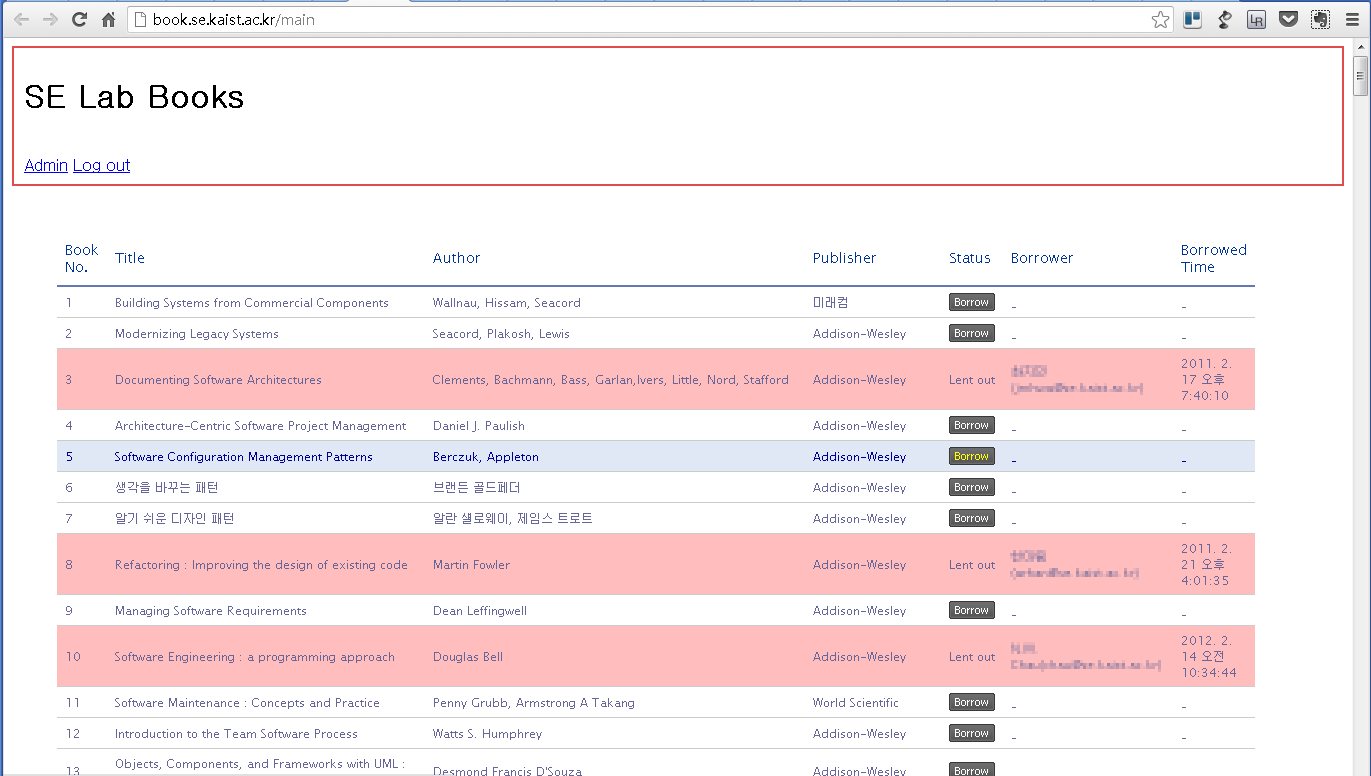 book.se.kaist.ac.kr/main
SE Lab Books
Admin Log out
Book No. Title Author Publisher Status Borrower Borrowed Time
1 Building Systems from Commercial Components Wallnau, Hissam, Seacord 미래컴 Borrow - -
2 Modernizing Legacy Systems Seacord, Plakosh, Lewis Addison-Wesley Borrow - -
3 Documenting Software Architectures Clements, Bachmann, Bass, Garlan,Ivers, Little, Nord, Stafford Addison-Wesley Lent out 2011. 2. 17 오후 7:40:10
4 Architecture-Centric Software Project Management Daniel J. Paulish Addison-Wesley Borrow - -
5 Software Configuration Management Patterns Berczuk, Appleton Addison-Wesley Borrow - -
6 생각을 바꾸는 패턴 브랜든 골드페더 Addison-Wesley Borrow - -
7 알기 쉬운 디자인 패턴 알란 섈로웨이, 제임스 트로트 Addison-Wesley Borrow - -
8 Refactoring : Improving the design of existing code Martin Fowler Addison-Wesley Lent out 2011. 2. 21 오후 4:01:35
9 Managing Software Requirements Dean Leffingwell Addison-Wesley Borrow - -
10 Software Engineering : a programming approach Douglas Bell Addison-Wesley Lent out 2012. 2. 14 오전 10:34:44
11 Software Maintenance : Concepts and Practice Penny Grubb, Armstrong A Takang World Scientific Borrow - -
12 Introduction to the Team Software Process Watts S. Humphrey Addison-Wesley Borrow - -
13 Objects, Components, and Frameworks with UML : Desmond Francis D'Souza Addison-Wesley Borrow